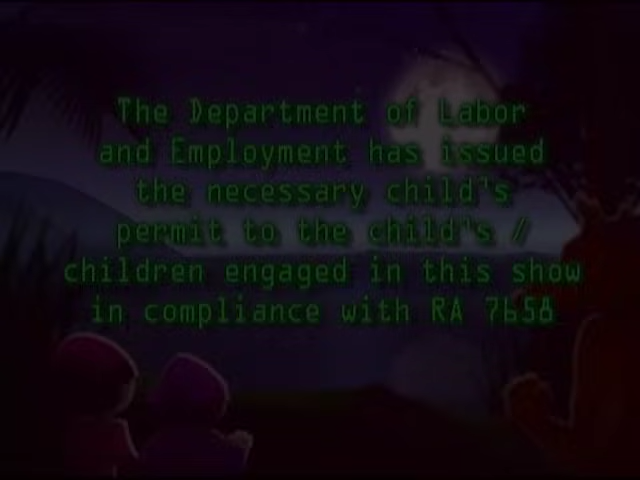 The Department of Labor
and Employment has issued
the necessary child's
permit to the child's /
children engaged in this show
in compliance with RA 7658